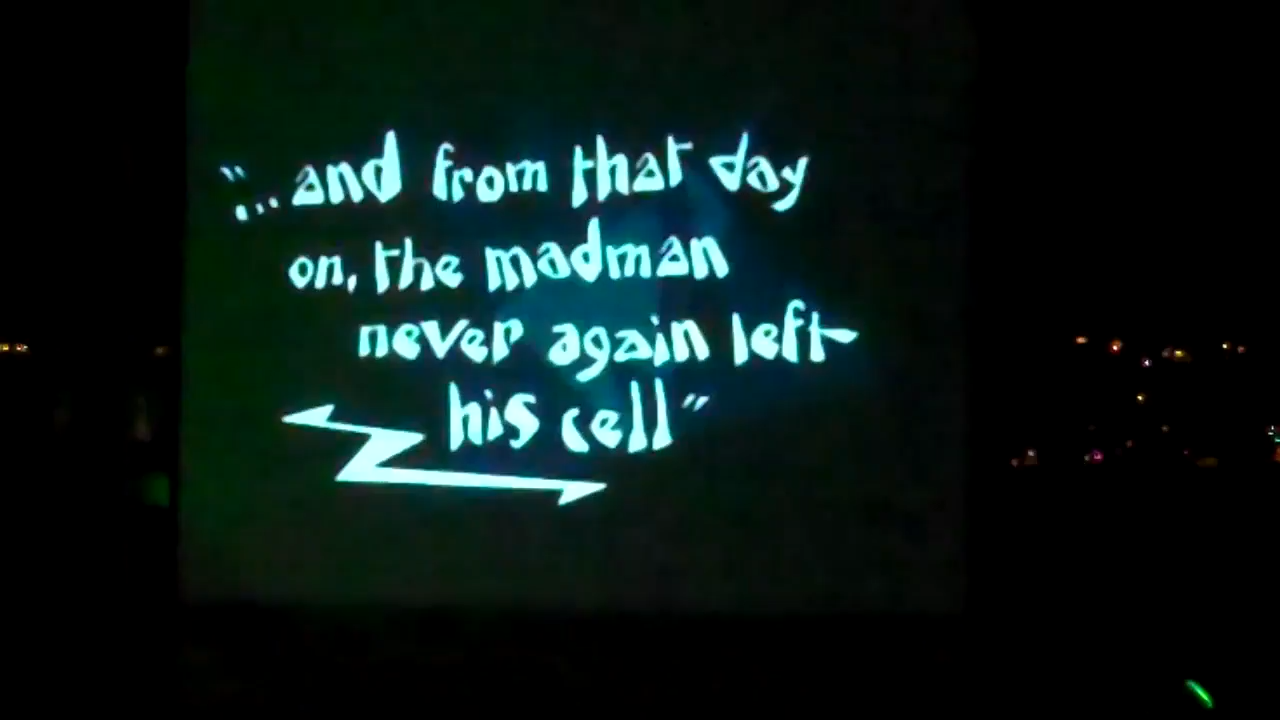 "...and from that day
on, the madman
never again left
his cell"